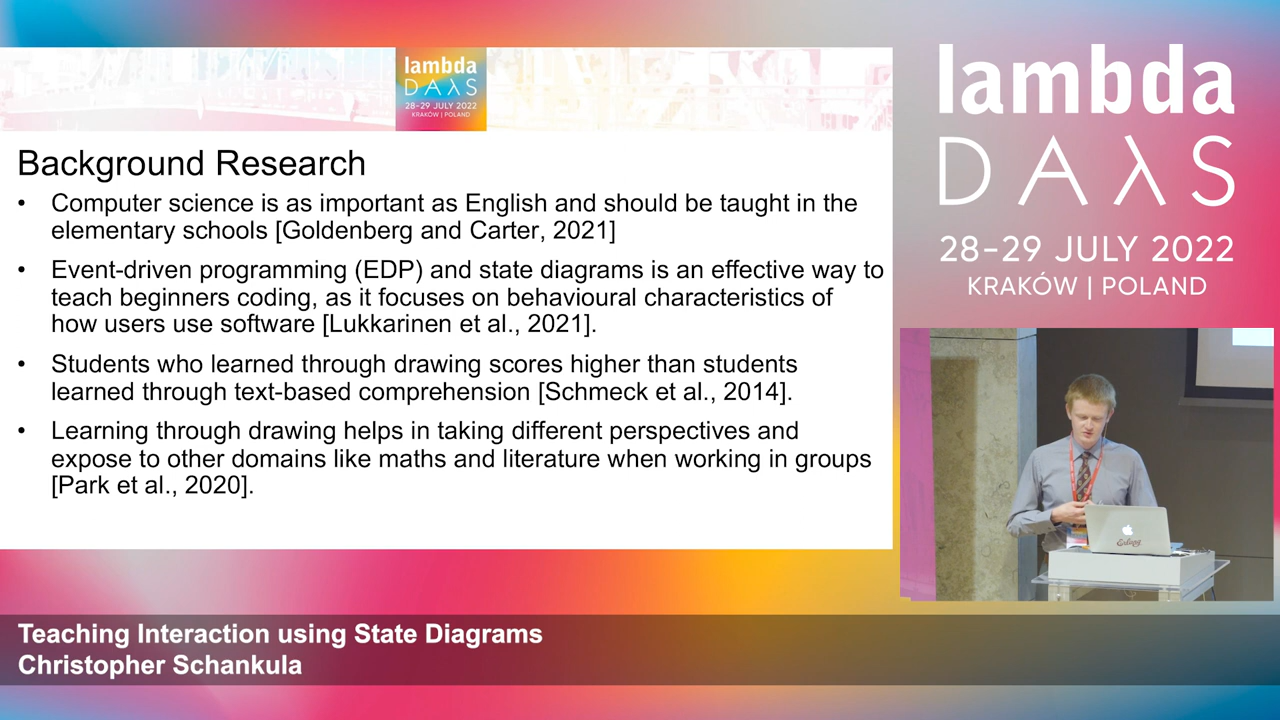 lambda
DAλS
28-29 JULY 2022
KRAKÓW | POLAND
Background Research
• Computer science is as important as English and should be taught in the
elementary schools [Goldenberg and Carter, 2021]
• Event-driven programming (EDP) and state diagrams is an effective way to
teach beginners coding, as it focuses on behavioural characteristics of
how users use software [Lukkarinen et al., 2021].
• Students who learned through drawing scores higher than students
learned through text-based comprehension [Schmeck et al., 2014].
• Learning through drawing helps in taking different perspectives and
expose to other domains like maths and literature when working in groups
[Park et al., 2020].
lambda
DAλS
28–29 JULY 2022
KRAKÓW | POLAND
Teaching Interaction using State Diagrams
Christopher Schankula